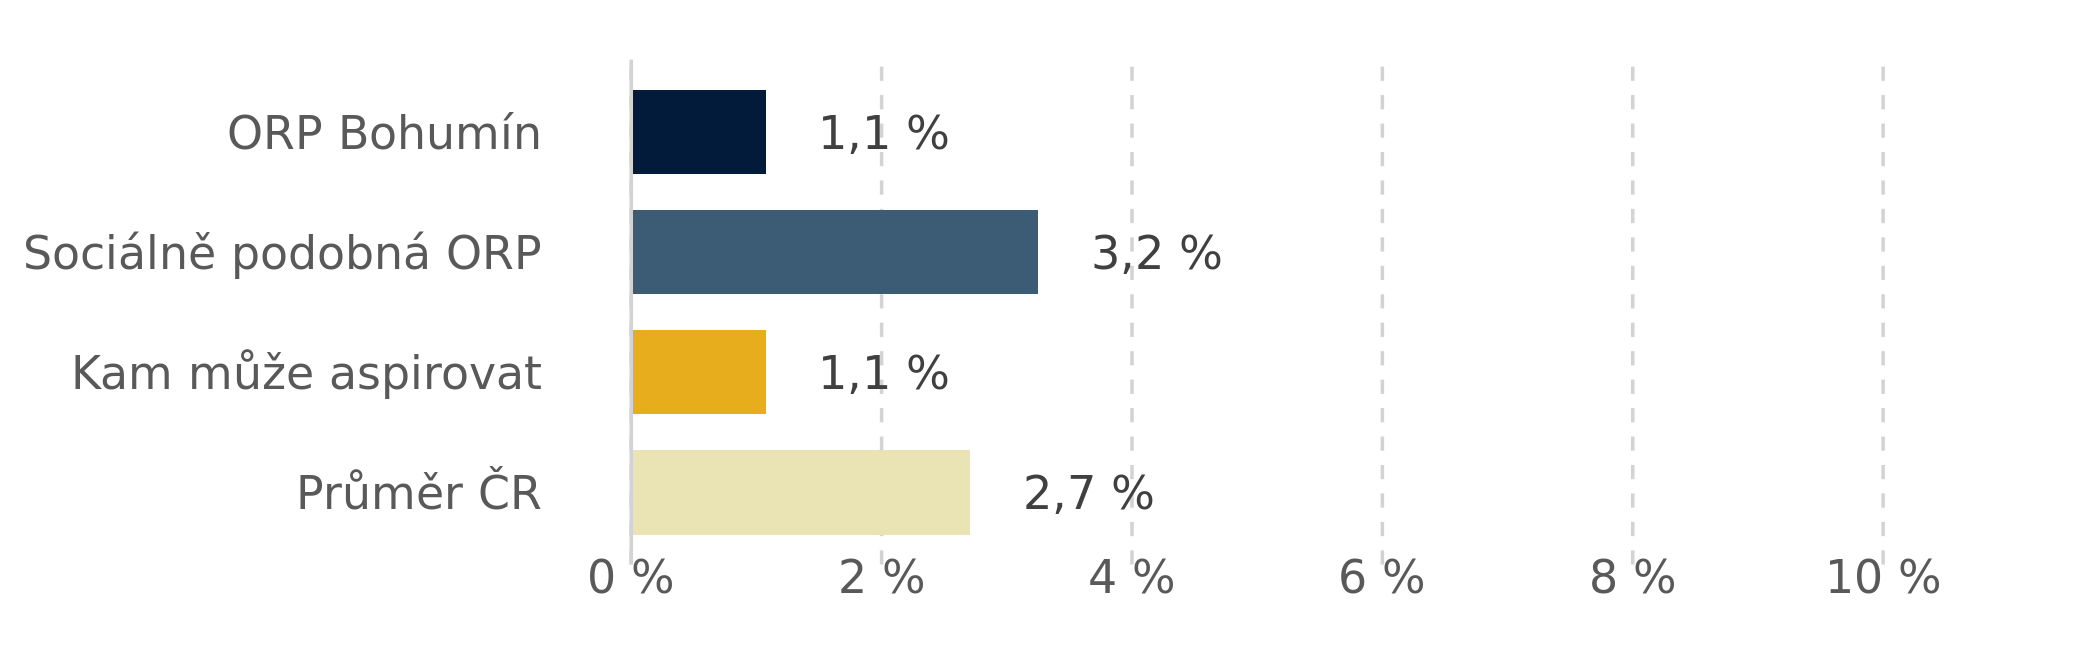 ORP Bohumín 1,1 %
Sociálně podobná ORP 3,2 %
Kam může aspirovat 1,1 %
Průměr ČR 2,7 %
0 % 2 % 4 % 6 % 8 % 10 %